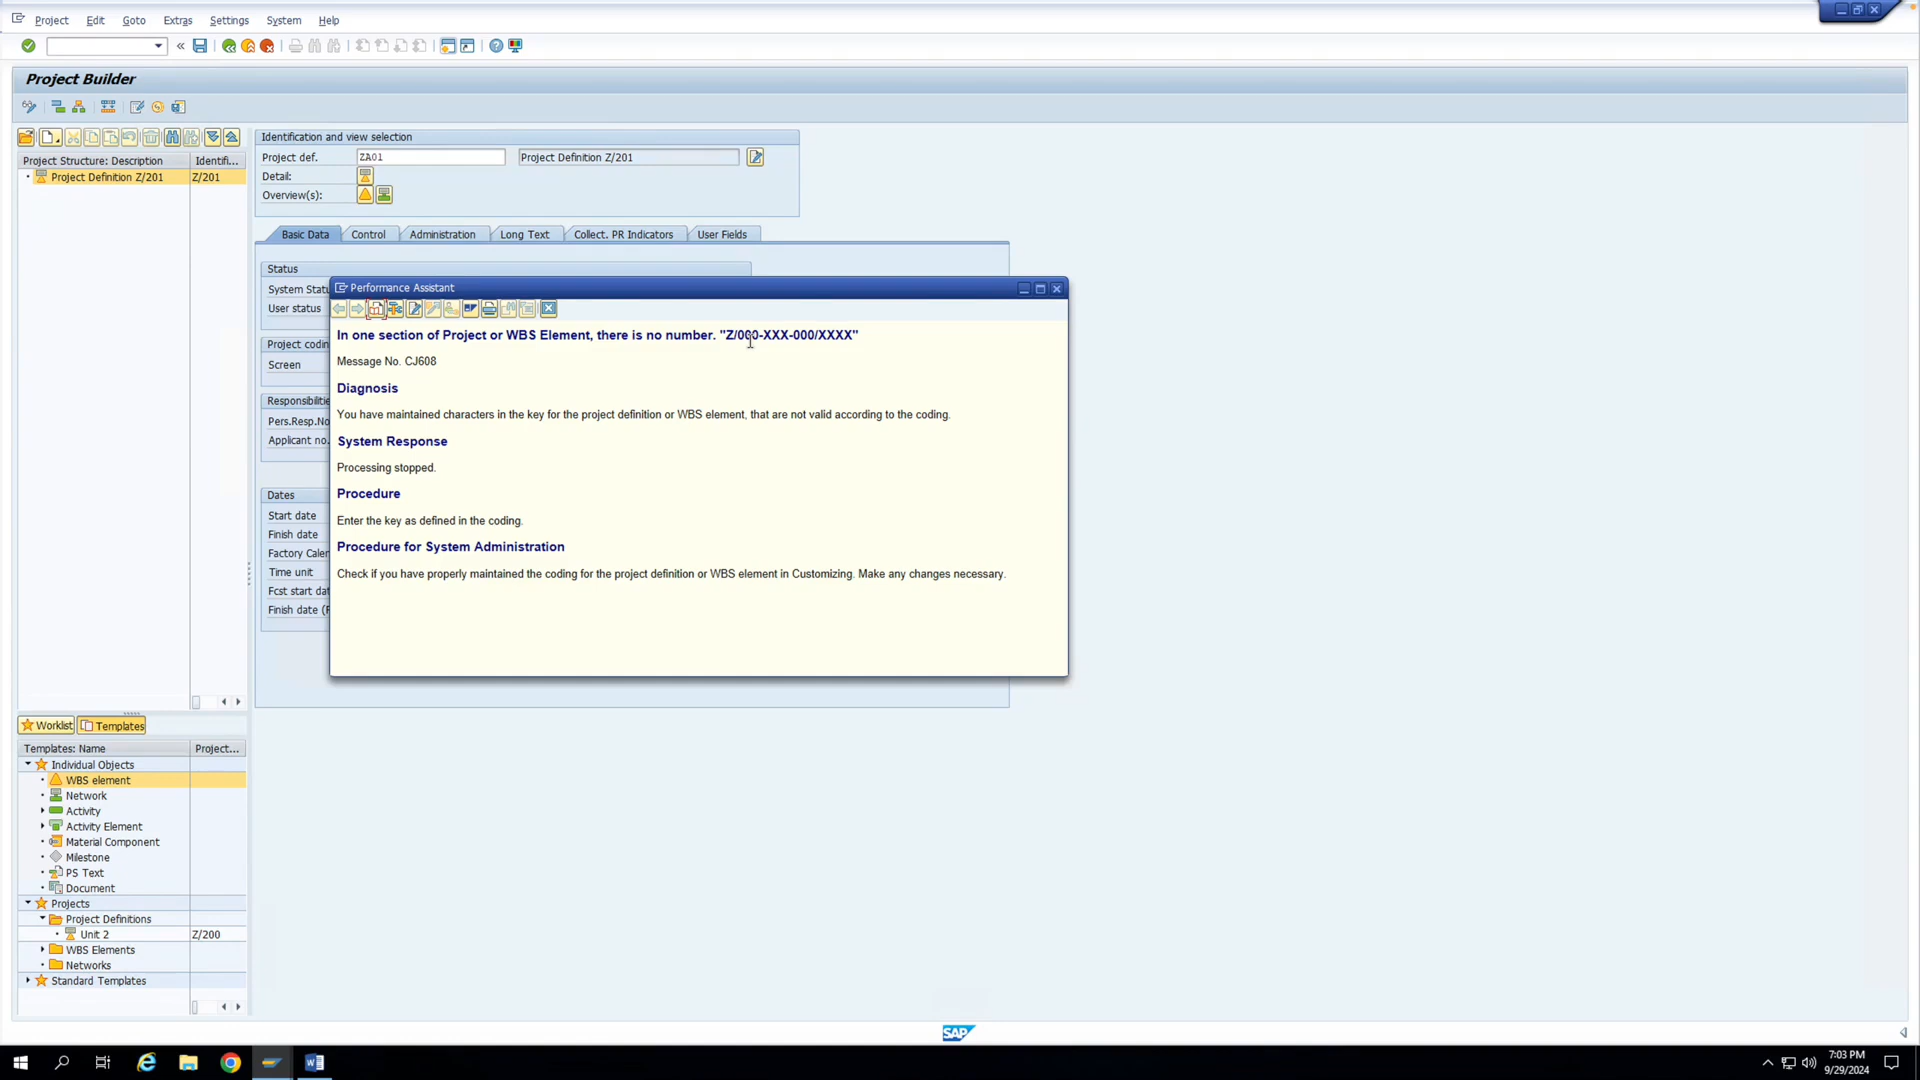 Project Edit Goto Extras Settings System Help
Project Builder
Identification and view selection
Project def. ZA01 Project Definition Z/201
Detail:
Overview(s):
Project Structure: Description Identifi...
Project Definition Z/201 Z/201
Basic Data Control Administration Long Text Collect. PR Indicators User Fields
Status
System Statu
User status
Project codin
Screen
Responsibilitie
Pers.Resp.No
Applicant no.
Dates
Start date
Finish date
Factory Calen
Time unit
Fcst start dat
Finish date (F
Performance Assistant
In one section of Project or WBS Element, there is no number. "Z/000-XXX-000/XXXX"
Message No. CJ608
Diagnosis
You have maintained characters in the key for the project definition or WBS element, that are not valid according to the coding.
System Response
Processing stopped.
Procedure
Enter the key as defined in the coding.
Procedure for System Administration
Check if you have properly maintained the coding for the project definition or WBS element in Customizing. Make any changes necessary.
Worklist Templates
Templates: Name Project...
Individual Objects
WBS element
Network
Activity
Activity Element
Material Component
Milestone
PS Text
Document
Projects
Project Definitions
Unit 2 Z/200
WBS Elements
Networks
Standard Templates
SAP
7:03 PM
9/29/2024